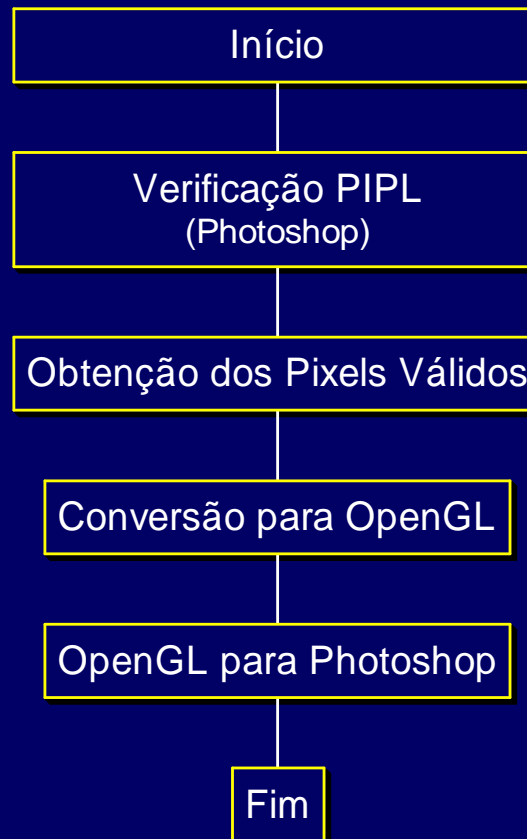 Início
Verificação PIPL
(Photoshop)
Obtenção dos Pixels Válidos
Conversão para OpenGL
OpenGL para Photoshop
Fim